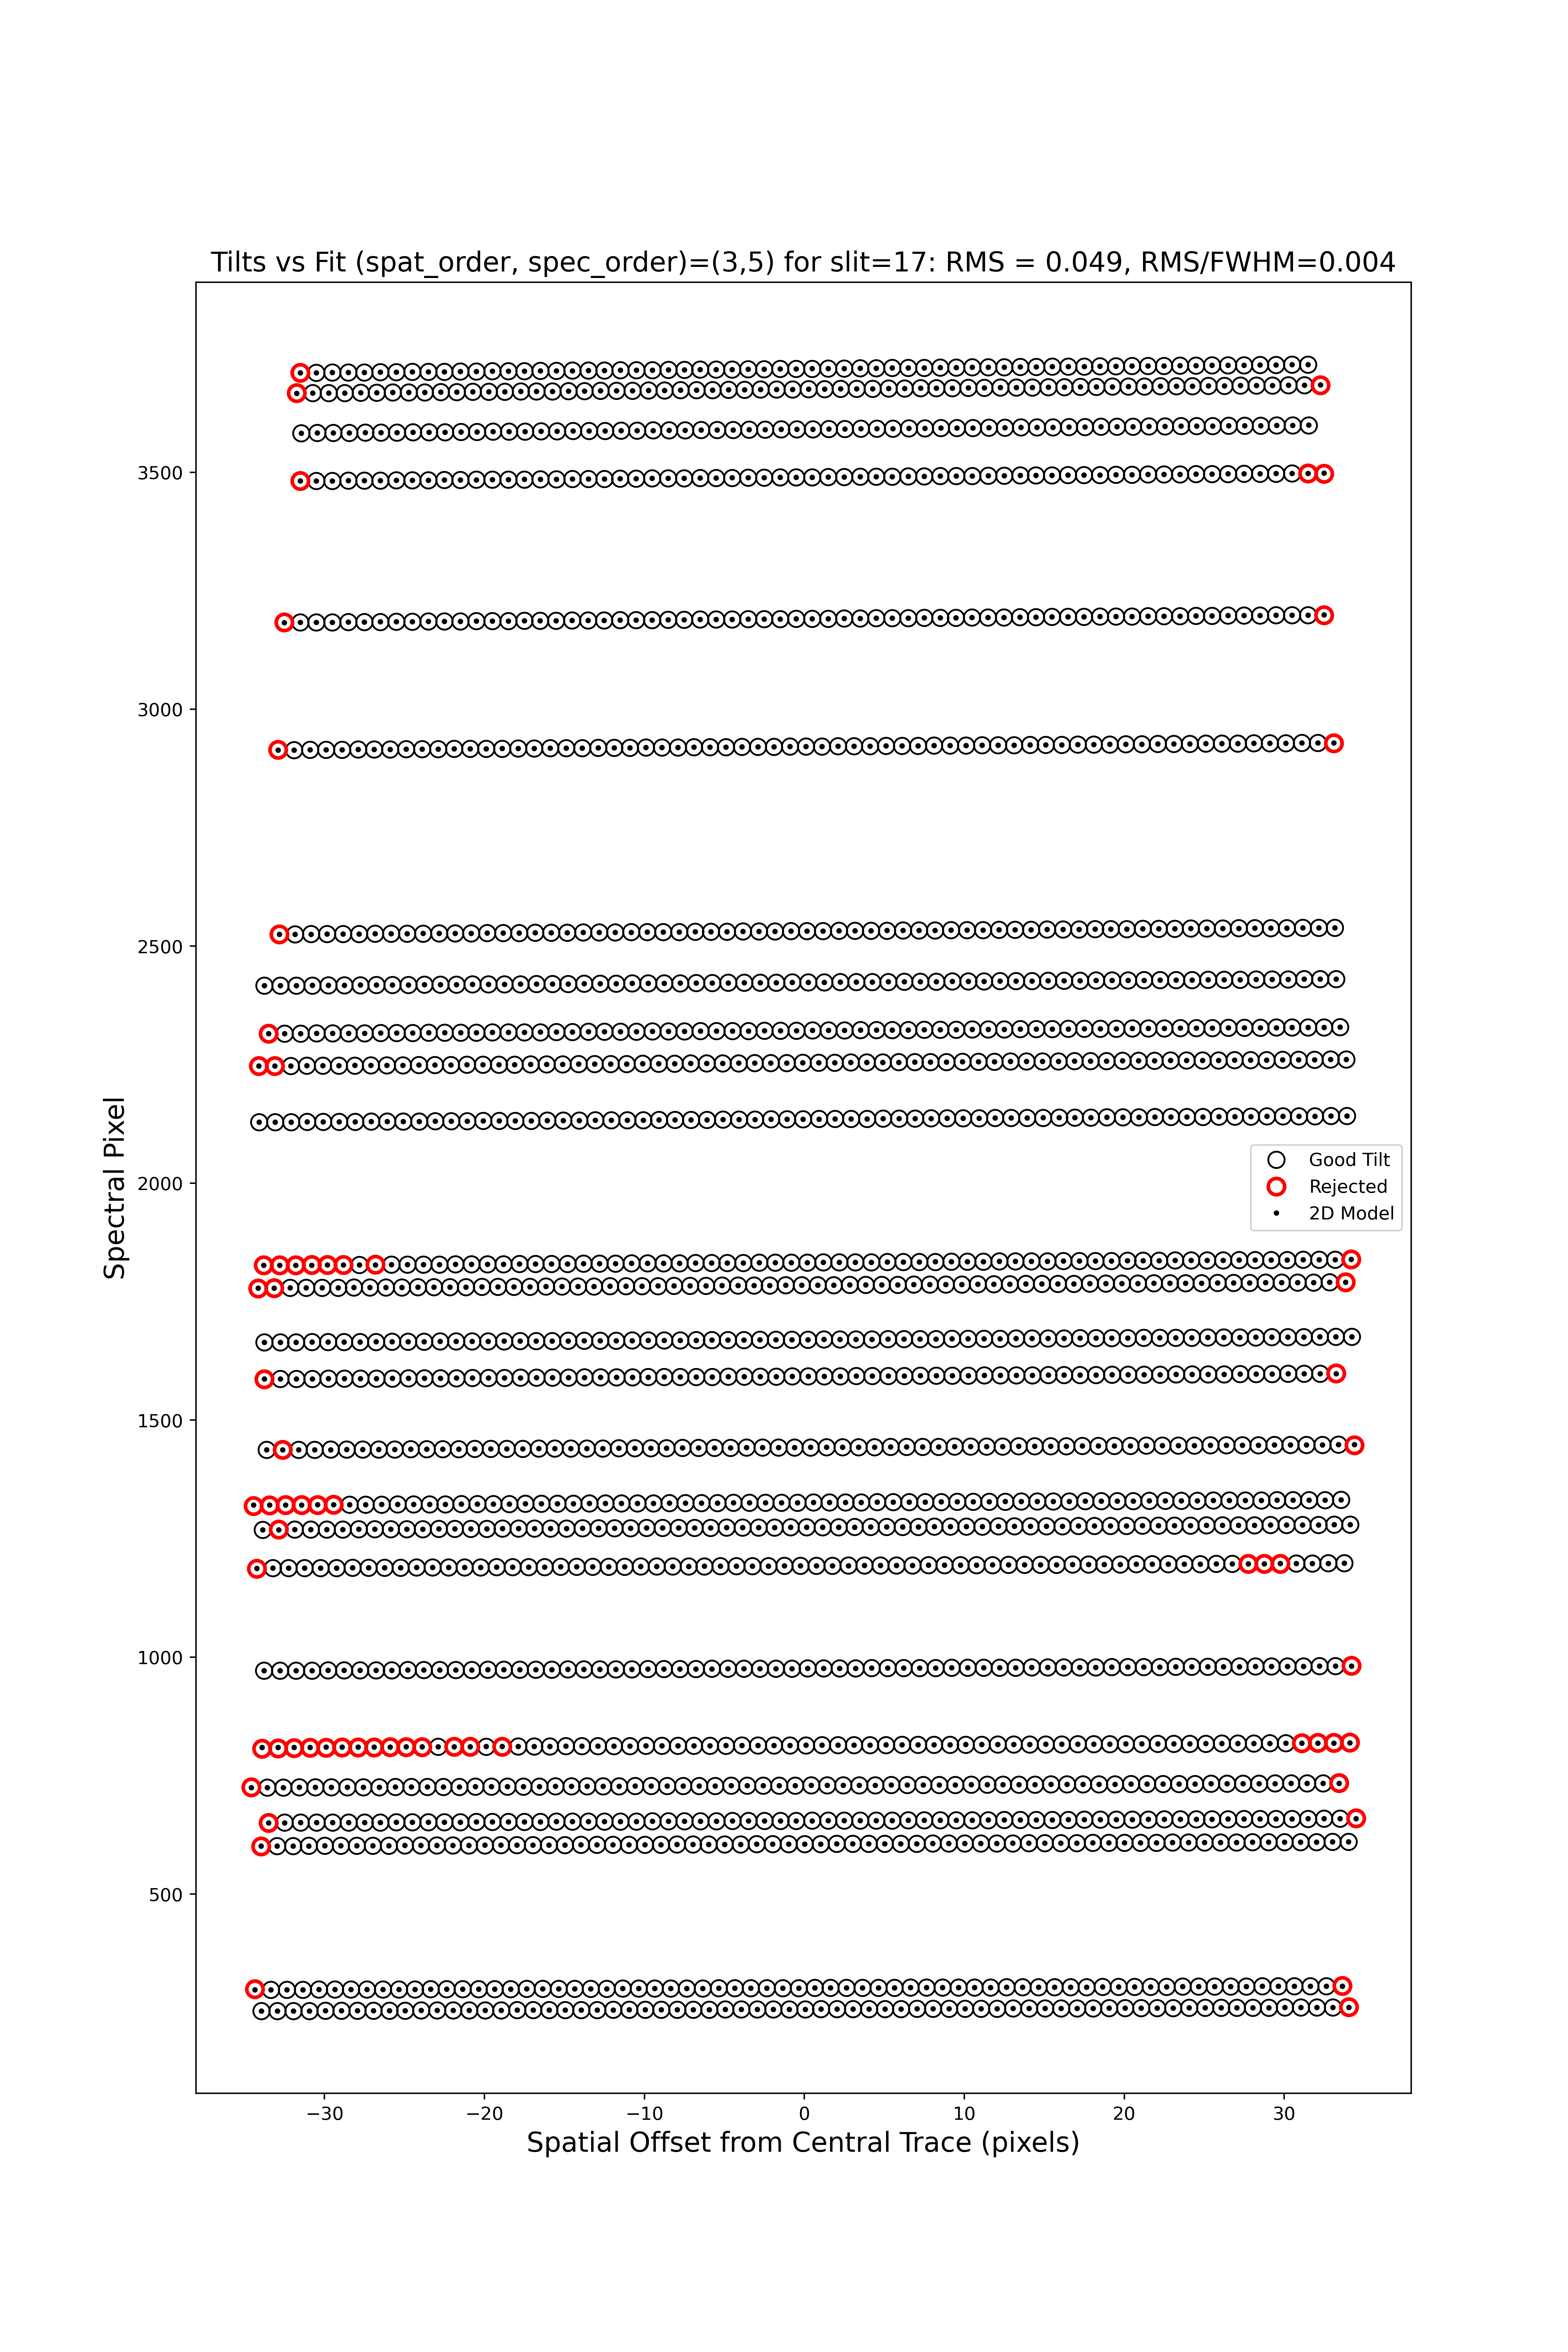 Tilts vs Fit (spat_order, spec_order)=(3,5) for slit=17: RMS = 0.049, RMS/FWHM=0.004
3500
3000
2500
2000
1500
1000
500
Spectral Pixel
Good Tilt
Rejected
2D Model
−30
−20
−10
0
10
20
30
Spatial Offset from Central Trace (pixels)